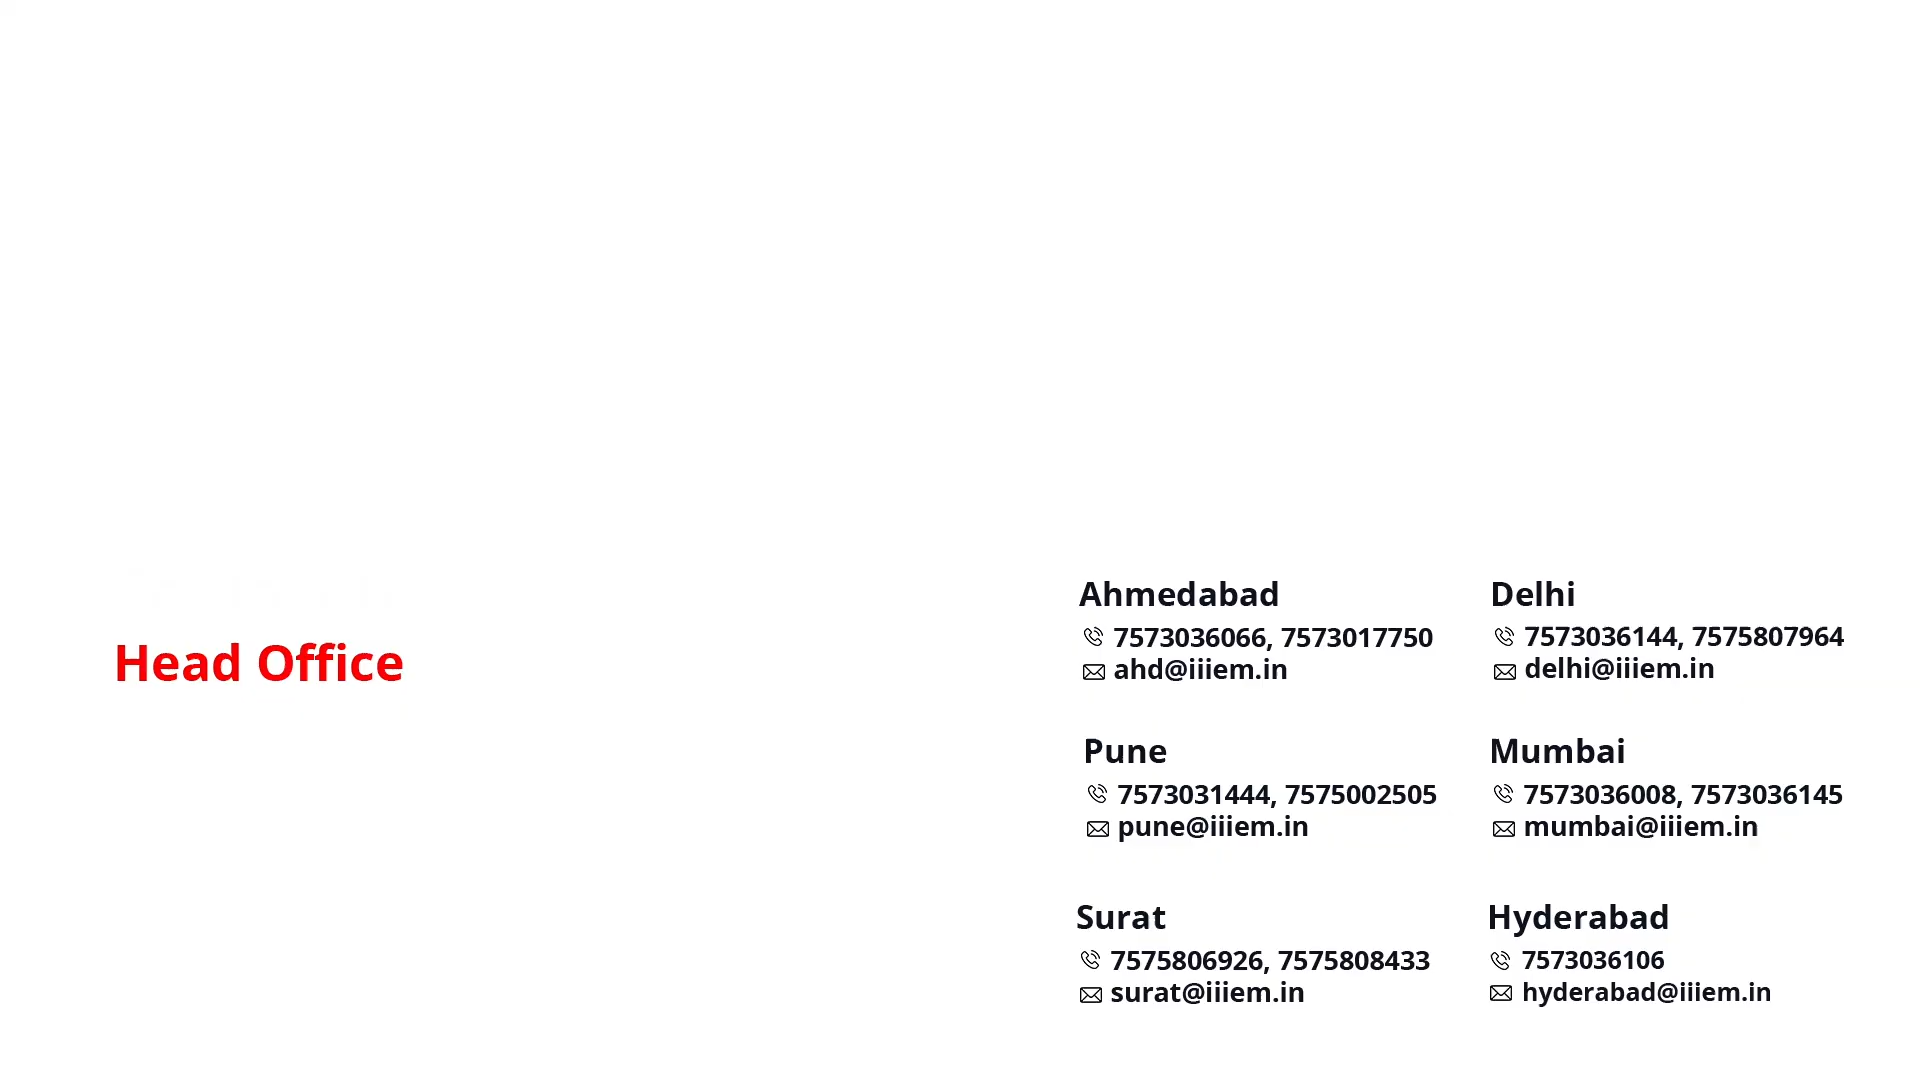 Head Office
Ahmedabad
7573036066, 7573017750
ahd@iiiem.in
Delhi
7573036144, 7575807964
delhi@iiiem.in
Pune
7573031444, 7575002505
pune@iiiem.in
Mumbai
7573036008, 7573036145
mumbai@iiiem.in
Surat
7575806926, 7575808433
surat@iiiem.in
Hyderabad
7573036106
hyderabad@iiiem.in